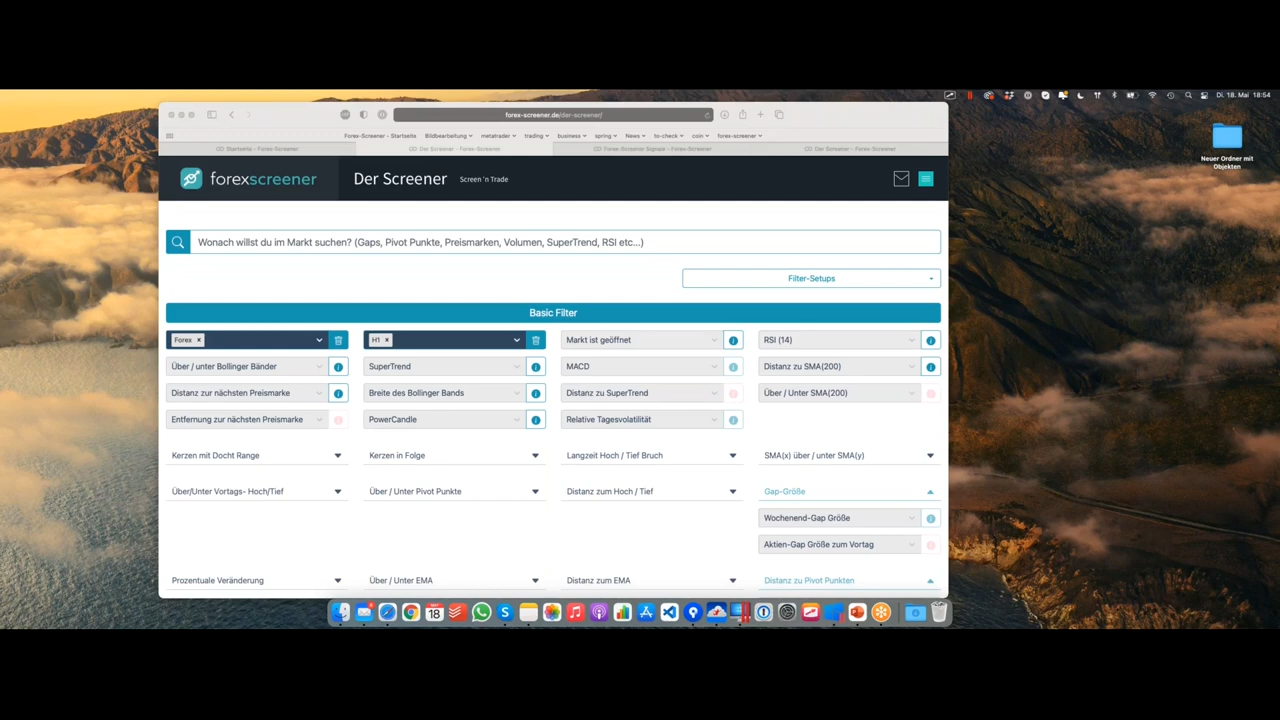 Di. 18. Mai 18:54
forex-screener.de/der-screener/
Forex-Screener - Startseite Bildbearbeitung metatrader trading business spring News to-check coin forex-screener
Startseite - Forex-Screener Der Screener - Forex-Screener Forex-Screener Signale - Forex-Screener Der Screener - Forex-Screener
Neuer Ordner mit
Objekten
forexscreener Der Screener Screen 'n Trade
Wonach willst du im Markt suchen? (Gaps, Pivot Punkte, Preismarken, Volumen, SuperTrend, RSI etc...)
Filter-Setups
Basic Filter
Forex × H1 × Markt ist geöffnet RSI (14)
Über / unter Bollinger Bänder SuperTrend MACD Distanz zu SMA(200)
Distanz zur nächsten Preismarke Breite des Bollinger Bands Distanz zu SuperTrend Über / Unter SMA(200)
Entfernung zur nächsten Preismarke PowerCandle Relative Tagesvolatilität
Kerzen mit Docht Range Kerzen in Folge Langzeit Hoch / Tief Bruch SMA(x) über / unter SMA(y)
Über/Unter Vortags- Hoch/Tief Über / Unter Pivot Punkte Distanz zum Hoch / Tief Gap-Größe
Wochenend-Gap Größe
Aktien-Gap Größe zum Vortag
Prozentuale Veränderung Über / Unter EMA Distanz zum EMA Distanz zu Pivot Punkten
18